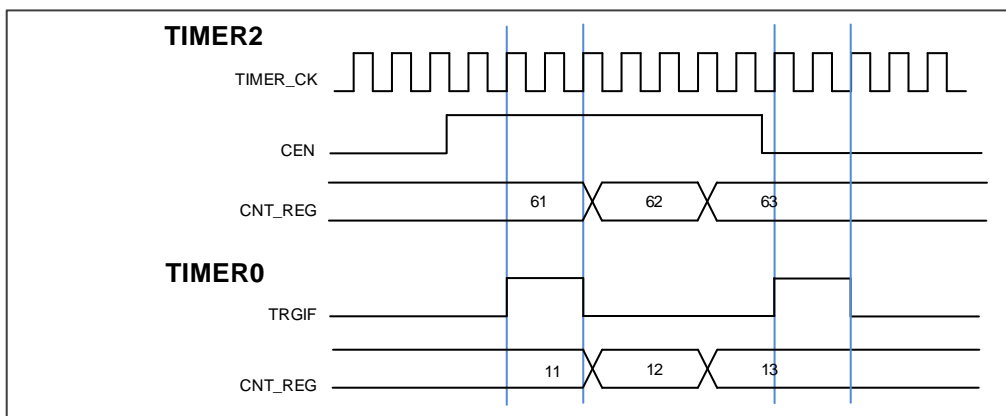 TIMER2
TIMER_CK
CEN
CNT_REG 61 62 63
TIMER0
TRGIF
CNT_REG 11 12 13